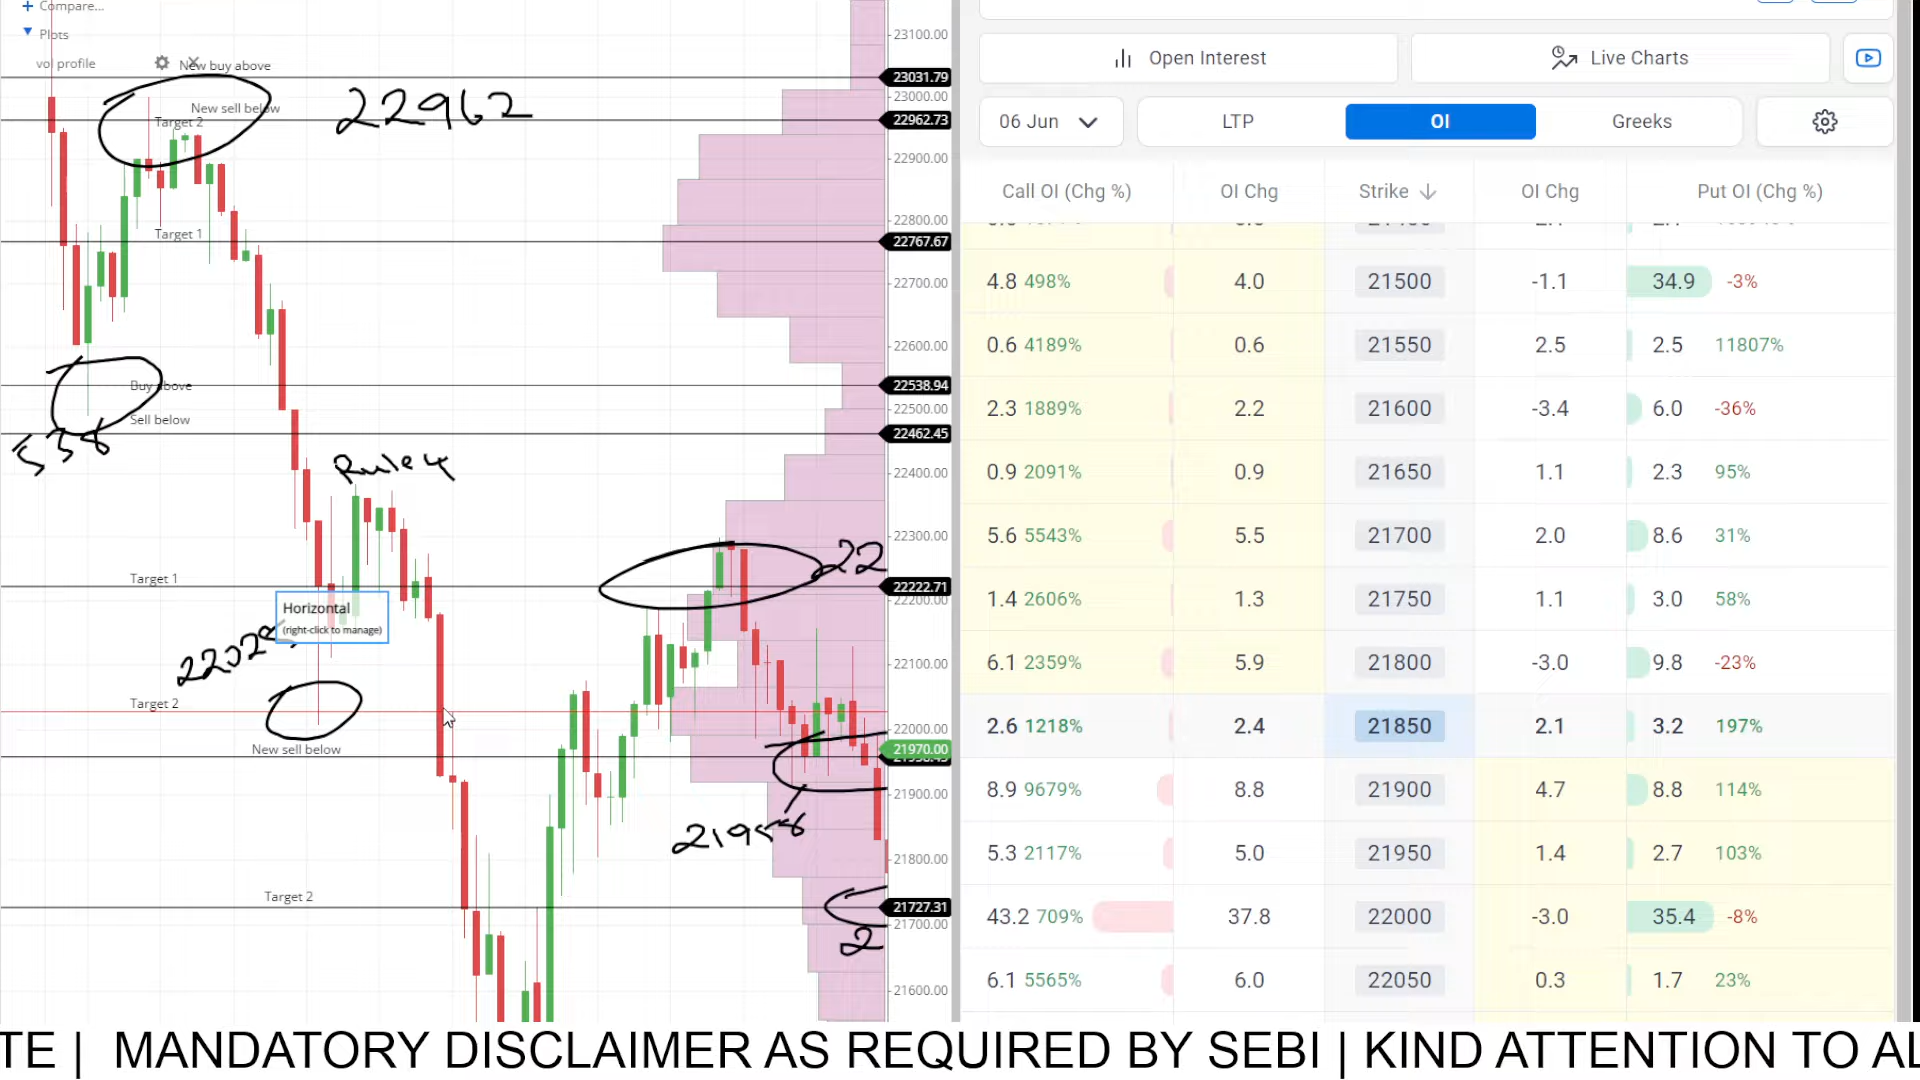 Compare...
Plots
vol profile
New buy above
New sell below
Target 2
22962
Target 1
Buy above
Sell below
538
Rule 4
Target 1
Horizontal
(right-click to manage)
22028
Target 2
New sell below
22
21956
Target 2
2
23100.00
23031.79
23000.00
22962.73
22900.00
22800.00
22767.67
22700.00
22600.00
22538.94
22500.00
22462.45
22400.00
22300.00
22222.71
22200.00
22100.00
22000.00
21970.00
21900.00
21800.00
21727.31
21700.00
21600.00
Open Interest
Live Charts
06 Jun
LTP
OI
Greeks
Call OI (Chg %) OI Chg Strike ↓ OI Chg Put OI (Chg %)
4.8 498% 4.0 21500 -1.1 34.9 -3%
0.6 4189% 0.6 21550 2.5 2.5 11807%
2.3 1889% 2.2 21600 -3.4 6.0 -36%
0.9 2091% 0.9 21650 1.1 2.3 95%
5.6 5543% 5.5 21700 2.0 8.6 31%
1.4 2606% 1.3 21750 1.1 3.0 58%
6.1 2359% 5.9 21800 -3.0 9.8 -23%
2.6 1218% 2.4 21850 2.1 3.2 197%
8.9 9679% 8.8 21900 4.7 8.8 114%
5.3 2117% 5.0 21950 1.4 2.7 103%
43.2 709% 37.8 22000 -3.0 35.4 -8%
6.1 5565% 6.0 22050 0.3 1.7 23%
TE | MANDATORY DISCLAIMER AS REQUIRED BY SEBI | KIND ATTENTION TO AL